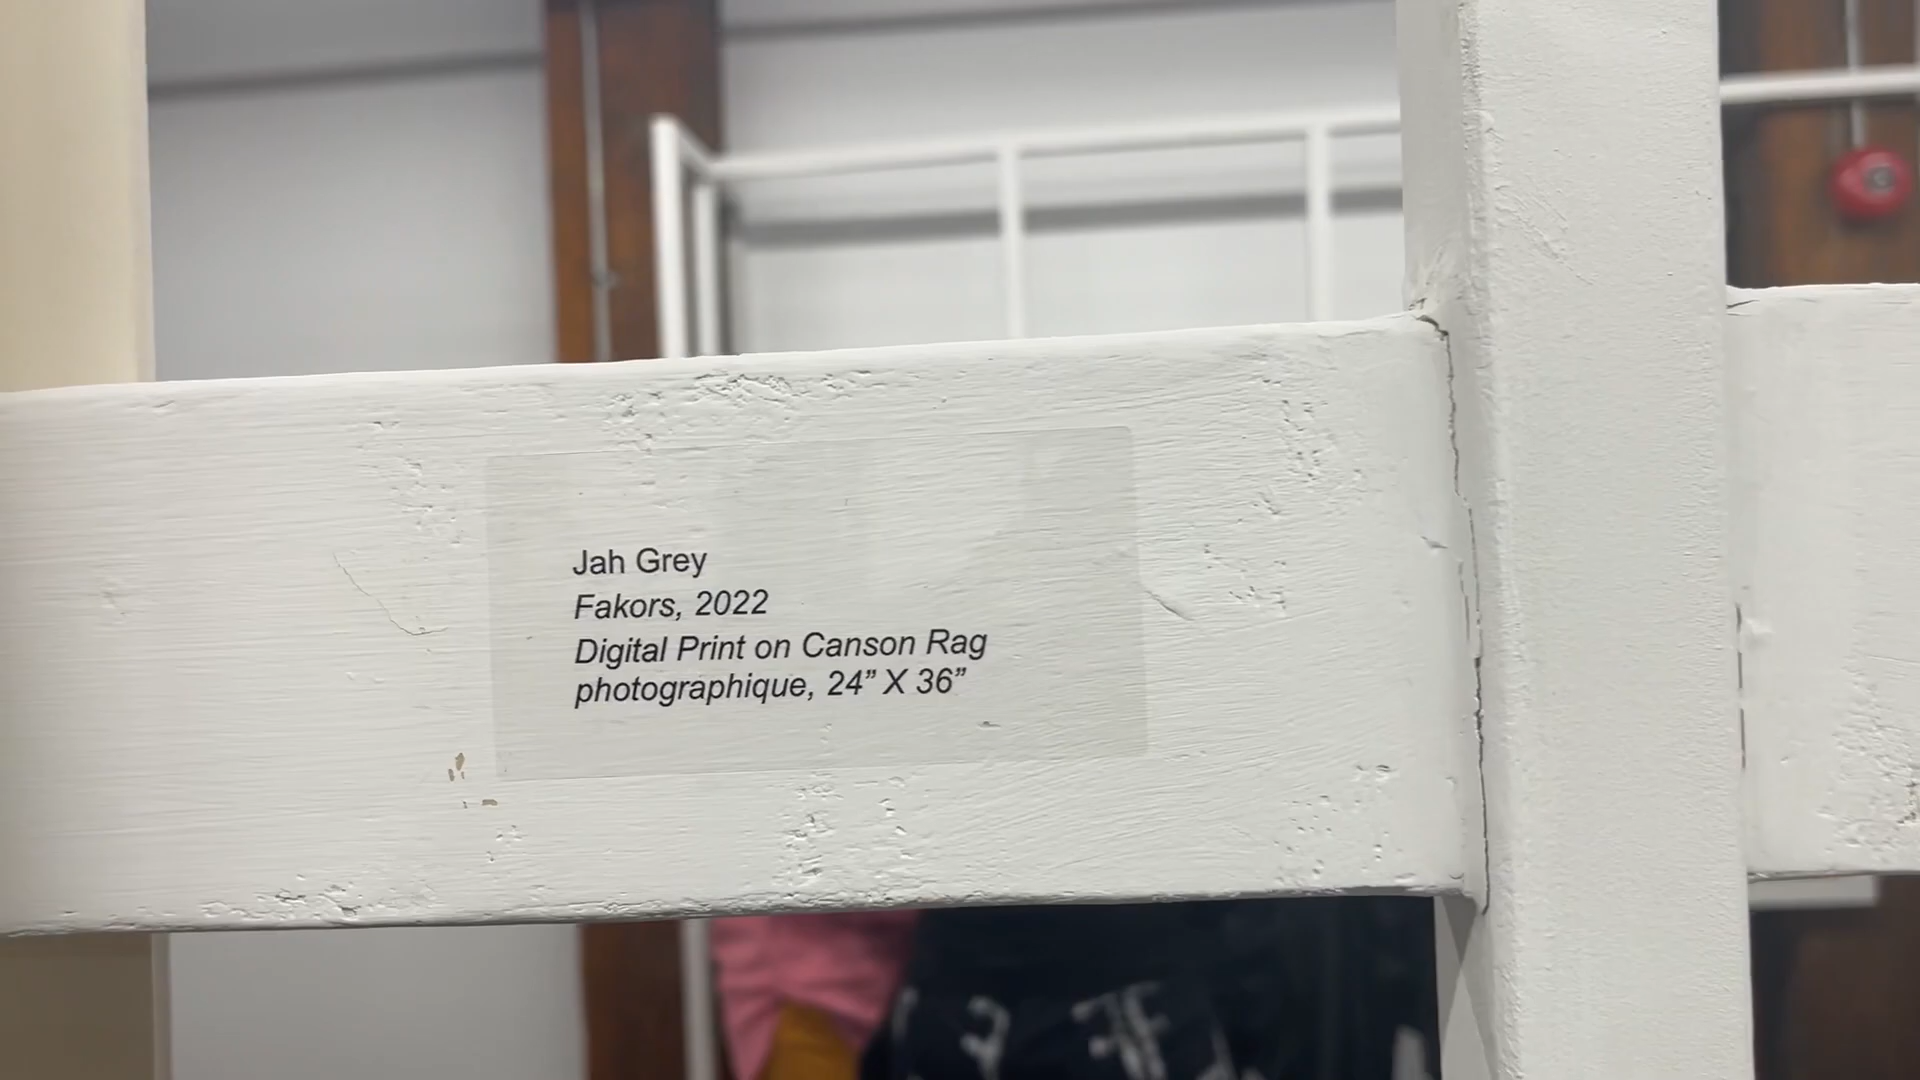 Jah Grey
Fakors, 2022
Digital Print on Canson Rag
photographique, 24” X 36”